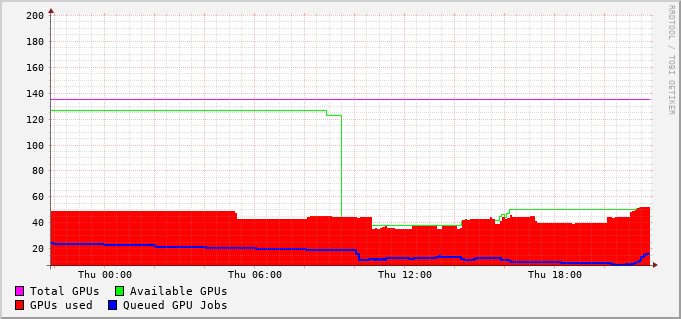 200
180
160
140
120
100
80
60
40
20
Thu 00:00 Thu 06:00 Thu 12:00 Thu 18:00
Total GPUs Available GPUs
GPUs used Queued GPU Jobs
RRDTOOL / TOBI OETIKER